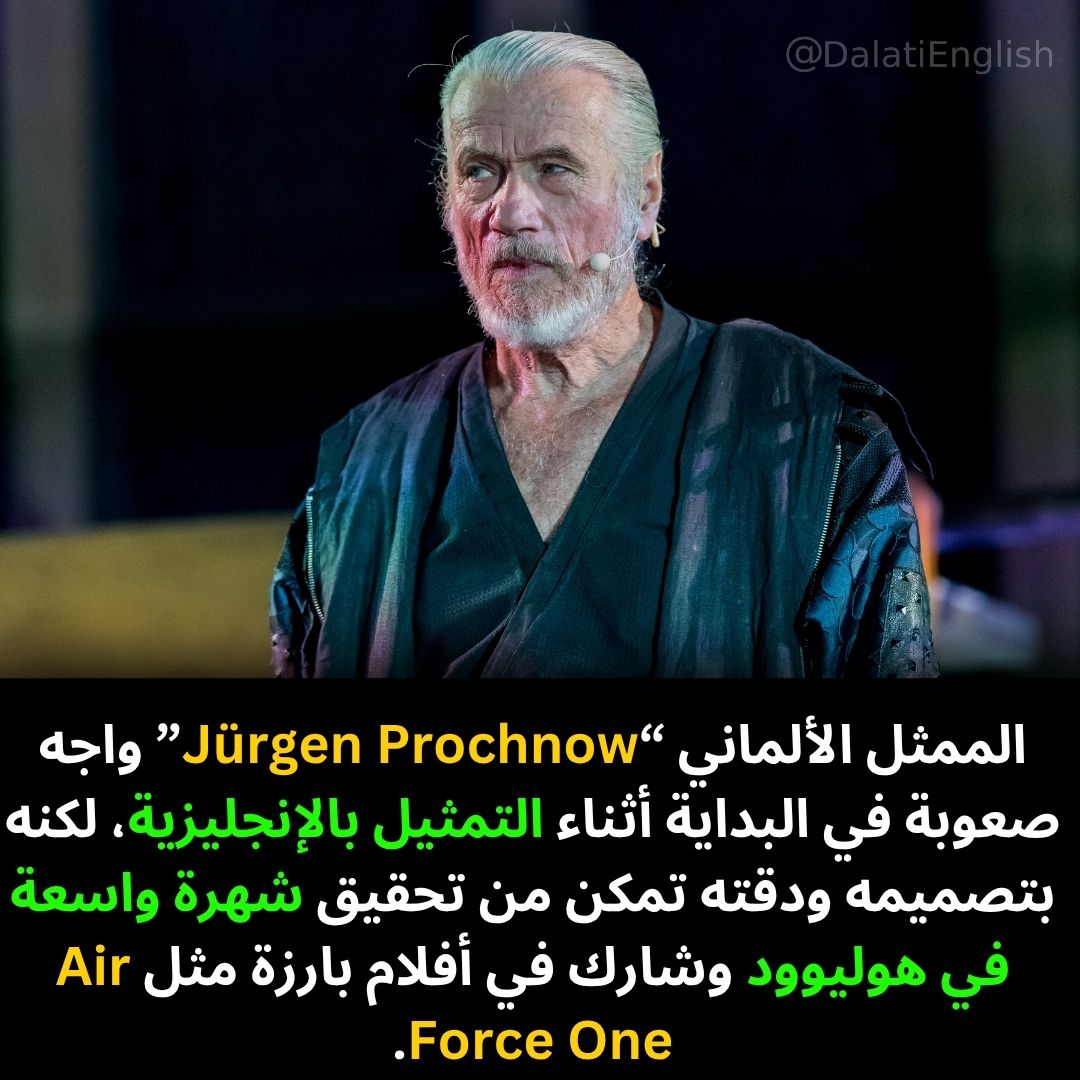 @DalatiEnglish
الممثل الألماني “Jürgen Prochnow” واجه
صعوبة في البداية أثناء التمثيل بالإنجليزية، لكنه
بتصميمه ودقته تمكن من تحقيق شهرة واسعة
في هوليوود وشارك في أفلام بارزة مثل Air
Force One.